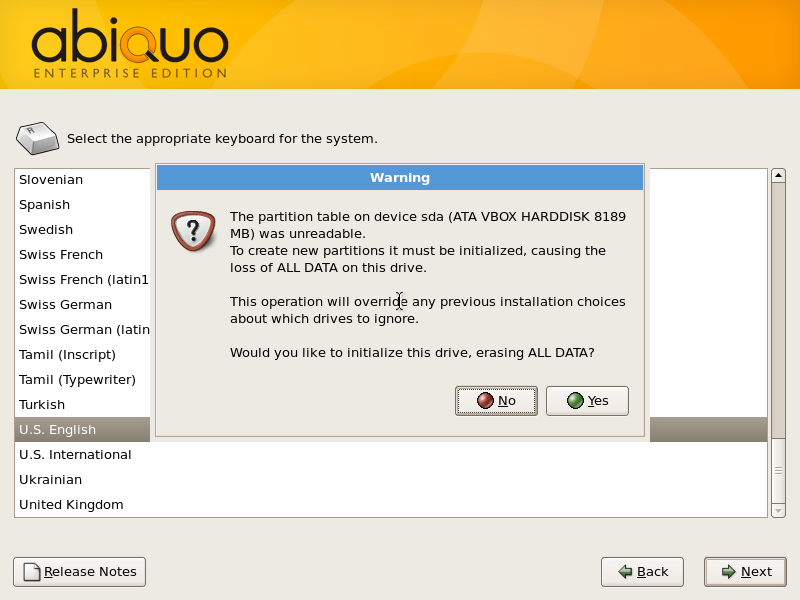 abiquo
ENTERPRISE EDITION
R
Select the appropriate keyboard for the system.
Slovenian
Spanish
Swedish
Swiss French
Swiss French (latin1
Swiss German
Swiss German (latin
Tamil (Inscript)
Tamil (Typewriter)
Turkish
U.S. English
U.S. International
Ukrainian
United Kingdom
Warning
?
The partition table on device sda (ATA VBOX HARDDISK 8189
MB) was unreadable.
To create new partitions it must be initialized, causing the
loss of ALL DATA on this drive.
This operation will override any previous installation choices
about which drives to ignore.
Would you like to initialize this drive, erasing ALL DATA?
No
Yes
Release Notes
Back
Next